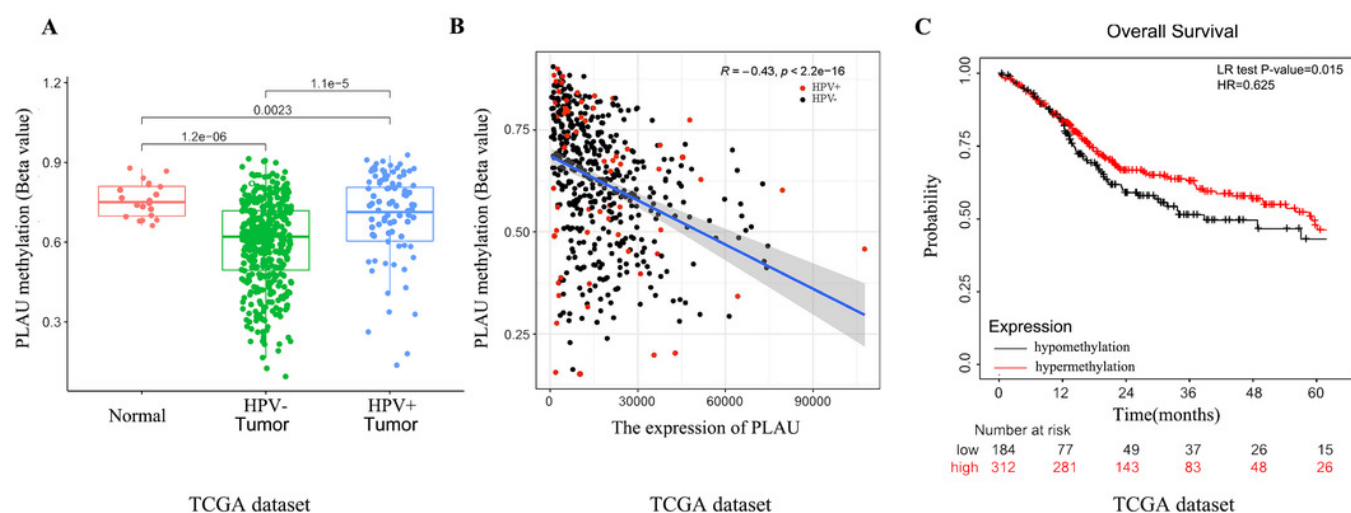 A
PLAU methylation (Beta value)
1.2
0.9
0.6
0.3
1.1e-5
0.0023
1.2e-06
Normal
HPV-
Tumor
HPV+
Tumor
TCGA dataset
B
PLAU methylation (Beta value)
0.75
0.50
0.25
R = -0.43, p < 2.2e-16
HPV+
HPV-
0 30000 60000 90000
The expression of PLAU
TCGA dataset
C
Overall Survival
Probability
1.00
0.75
0.50
0.25
0.0
LR test P-value=0.015
HR=0.625
Expression
hypomethylation
hypermethylation
0 12 24 36 48 60
Time(months)
Number at risk
low 184 77 49 37 26 15
high 312 281 143 83 48 26
TCGA dataset